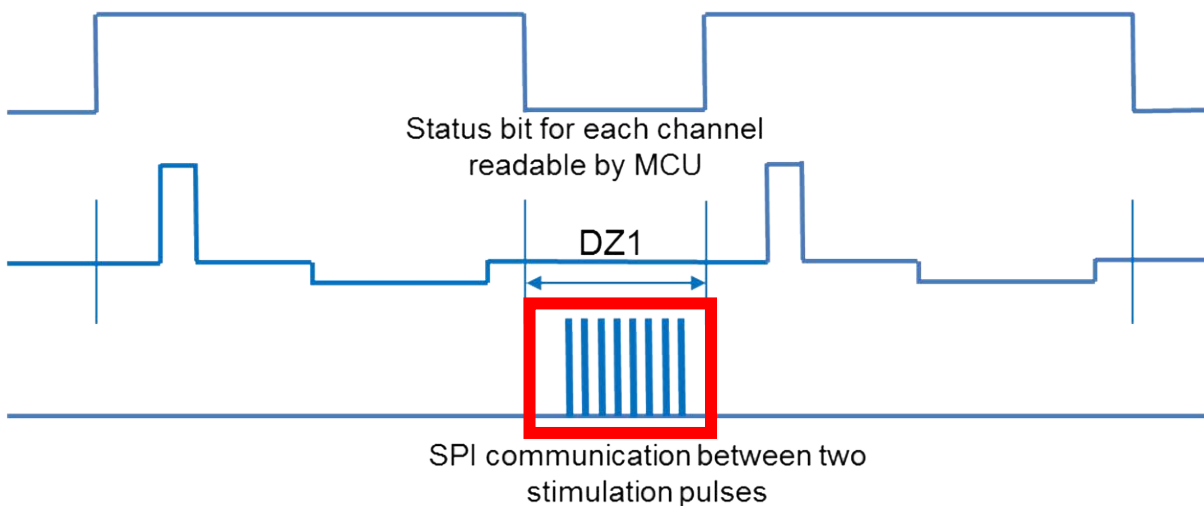 Status bit for each channel
readable by MCU
DZ1
SPI communication between two
stimulation pulses